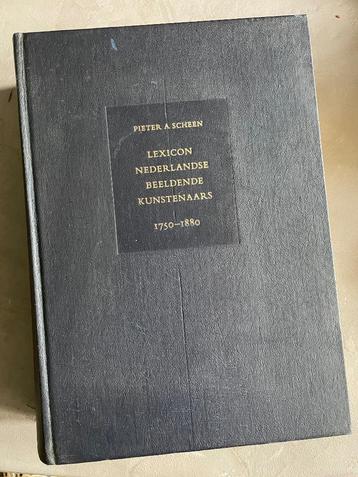 PIETER A. SCHEEN
LEXICON
NEDERLANDSE
BEELDENDE
KUNSTENAARS
1750–1880